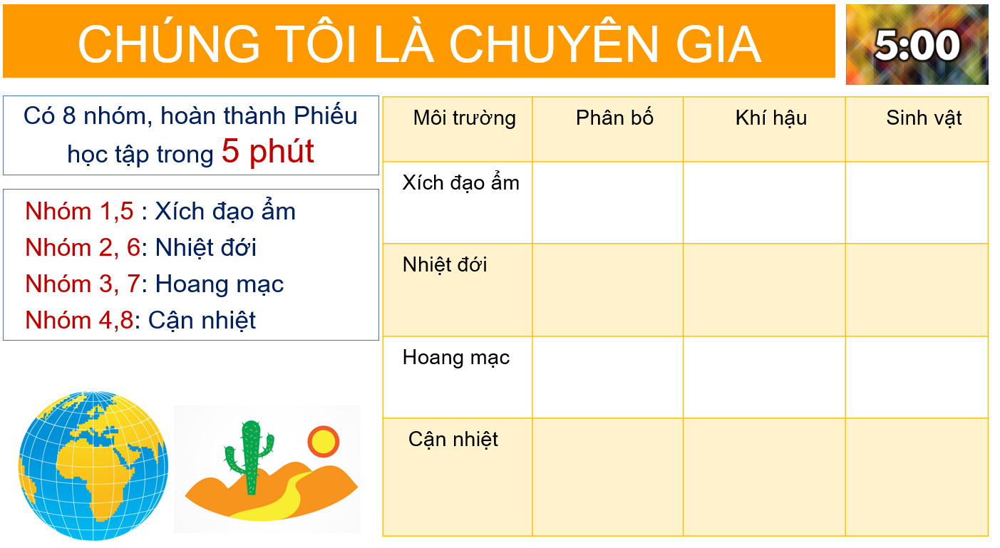 CHÚNG TÔI LÀ CHUYÊN GIA
5:00
Có 8 nhóm, hoàn thành Phiếu
học tập trong 5 phút
Nhóm 1,5 : Xích đạo ẩm
Nhóm 2, 6: Nhiệt đới
Nhóm 3, 7: Hoang mạc
Nhóm 4,8: Cận nhiệt
Môi trường Phân bố Khí hậu Sinh vật
Xích đạo ẩm
Nhiệt đới
Hoang mạc
Cận nhiệt